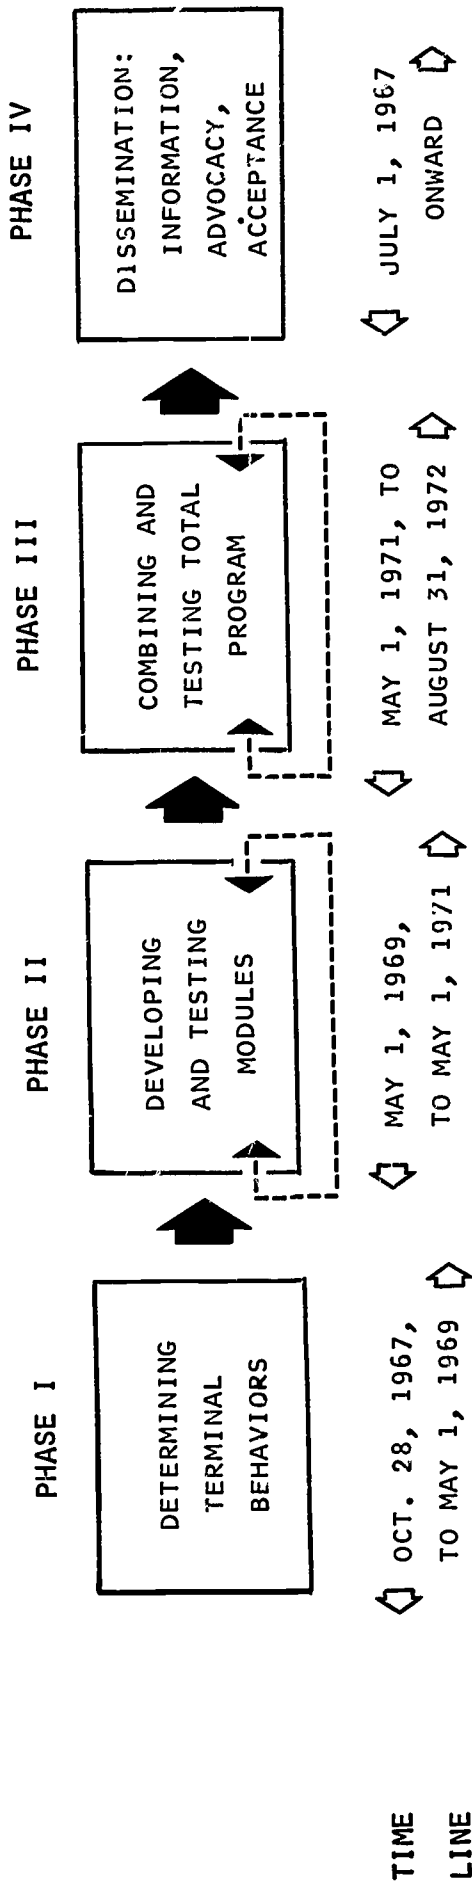 PHASE I
DETERMINING
TERMINAL
BEHAVIORS
PHASE II
DEVELOPING
AND TESTING
MODULES
PHASE III
COMBINING AND
TESTING TOTAL
PROGRAM
PHASE IV
DISSEMINATION:
INFORMATION,
ADVOCACY,
ACCEPTANCE
TIME
LINE
OCT. 28, 1967,
TO MAY 1, 1969
MAY 1, 1969,
TO MAY 1, 1971
MAY 1, 1971, TO
AUGUST 31, 1972
JULY 1, 1967
ONWARD